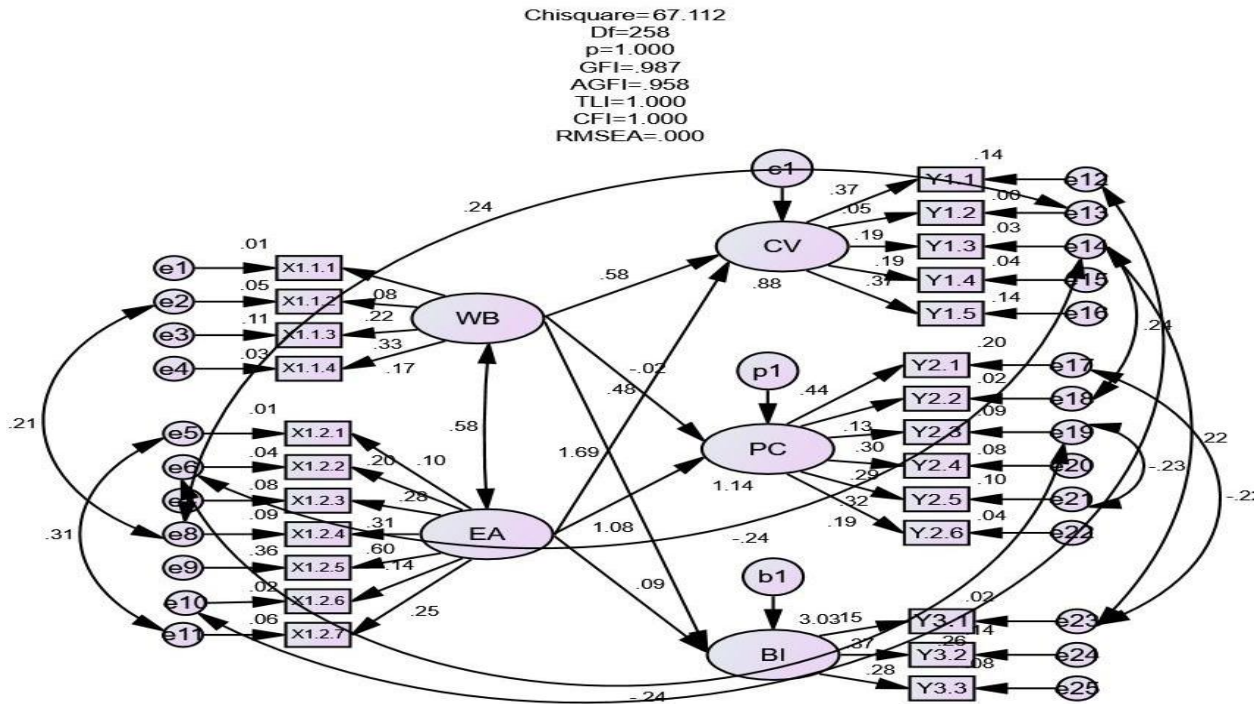 Chisquare=67.112
Df=258
p=1.000
GFI=.987
AGFI=.958
TLI=1.000
CFI=1.000
RMSEA=.000
.14
Y1.1
e12
.37
.00
.24
.05
Y1.2
e13
.03
.01
CV
.19
Y1.3
e14
e1
X1.1.1
.58
.19
.04
.05
.88
.37
Y1.4
e15
e2
X1.1.2
.08
.14
.11
WB
Y1.5
e16
e3
X1.1.3
.22
.24
.03
.33
.20
e4
X1.1.4
.17
-.02
p1
Y2.1
e17
.48
.44
.02
Y2.2
e18
.01
.09
.21
e5
X1.2.1
.58
.13
Y2.3
e19
.04
.10
1.69
PC
.30
.08
.22
e6
X1.2.2
.20
Y2.4
e20
-.23
.08
.28
1.14
.29
.10
X1.2.3
.32
Y2.5
e21
-.22
.09
.31
.19
.04
.31
e8
X1.2.4
EA
1.08
Y.2.6
e22
.36
.60
-.24
e9
X1.2.5
.14
.09
b1
.02
e10
X1.2.6
.02
.06
.25
3.03
.15
Y3.1
e23
e11
X1.2.7
.14
.37
.26
BI
Y3.2
e24
.08
.28
Y3.3
e25
-.24